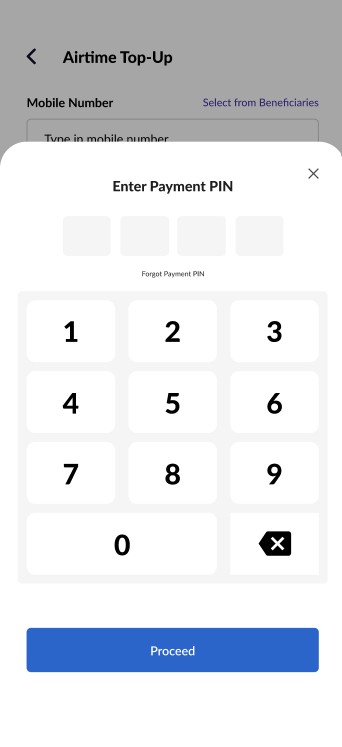 Airtime Top-Up
Mobile Number
Select from Beneficiaries
Type in mobile number
Enter Payment PIN
Forgot Payment PIN
1 2 3
4 5 6
7 8 9
0
Proceed